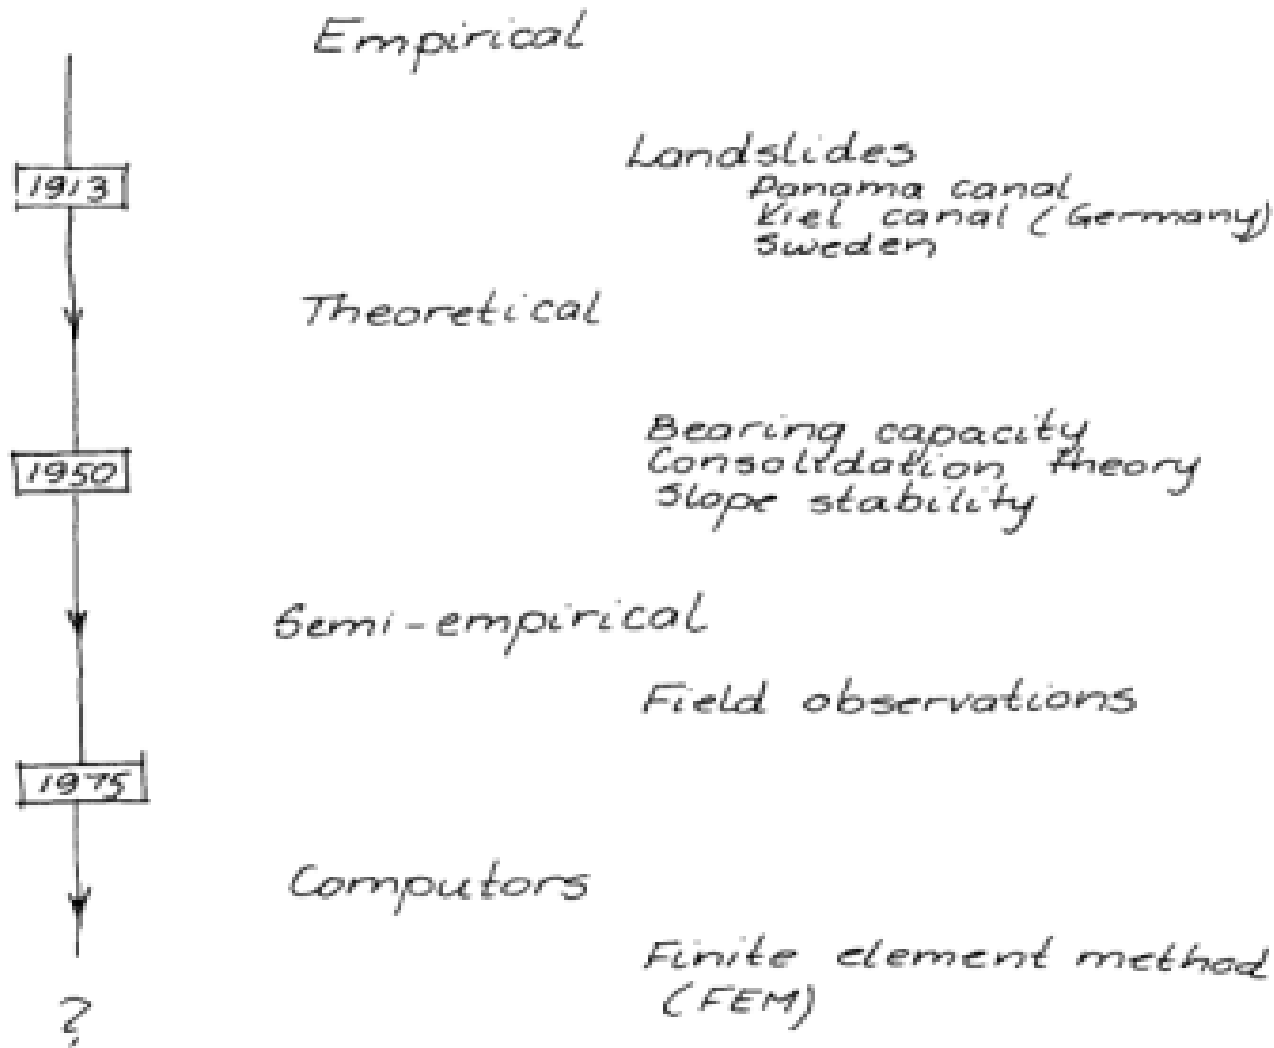 Empirical
Landslides
1913
Panama canal
Kiel canal (Germany)
Sweden
Theoretical
Bearing capacity
1950
Consolidation theory
Slope stability
Semi-empirical
Field observations
1975
Computors
Finite element method
(FEM)
?